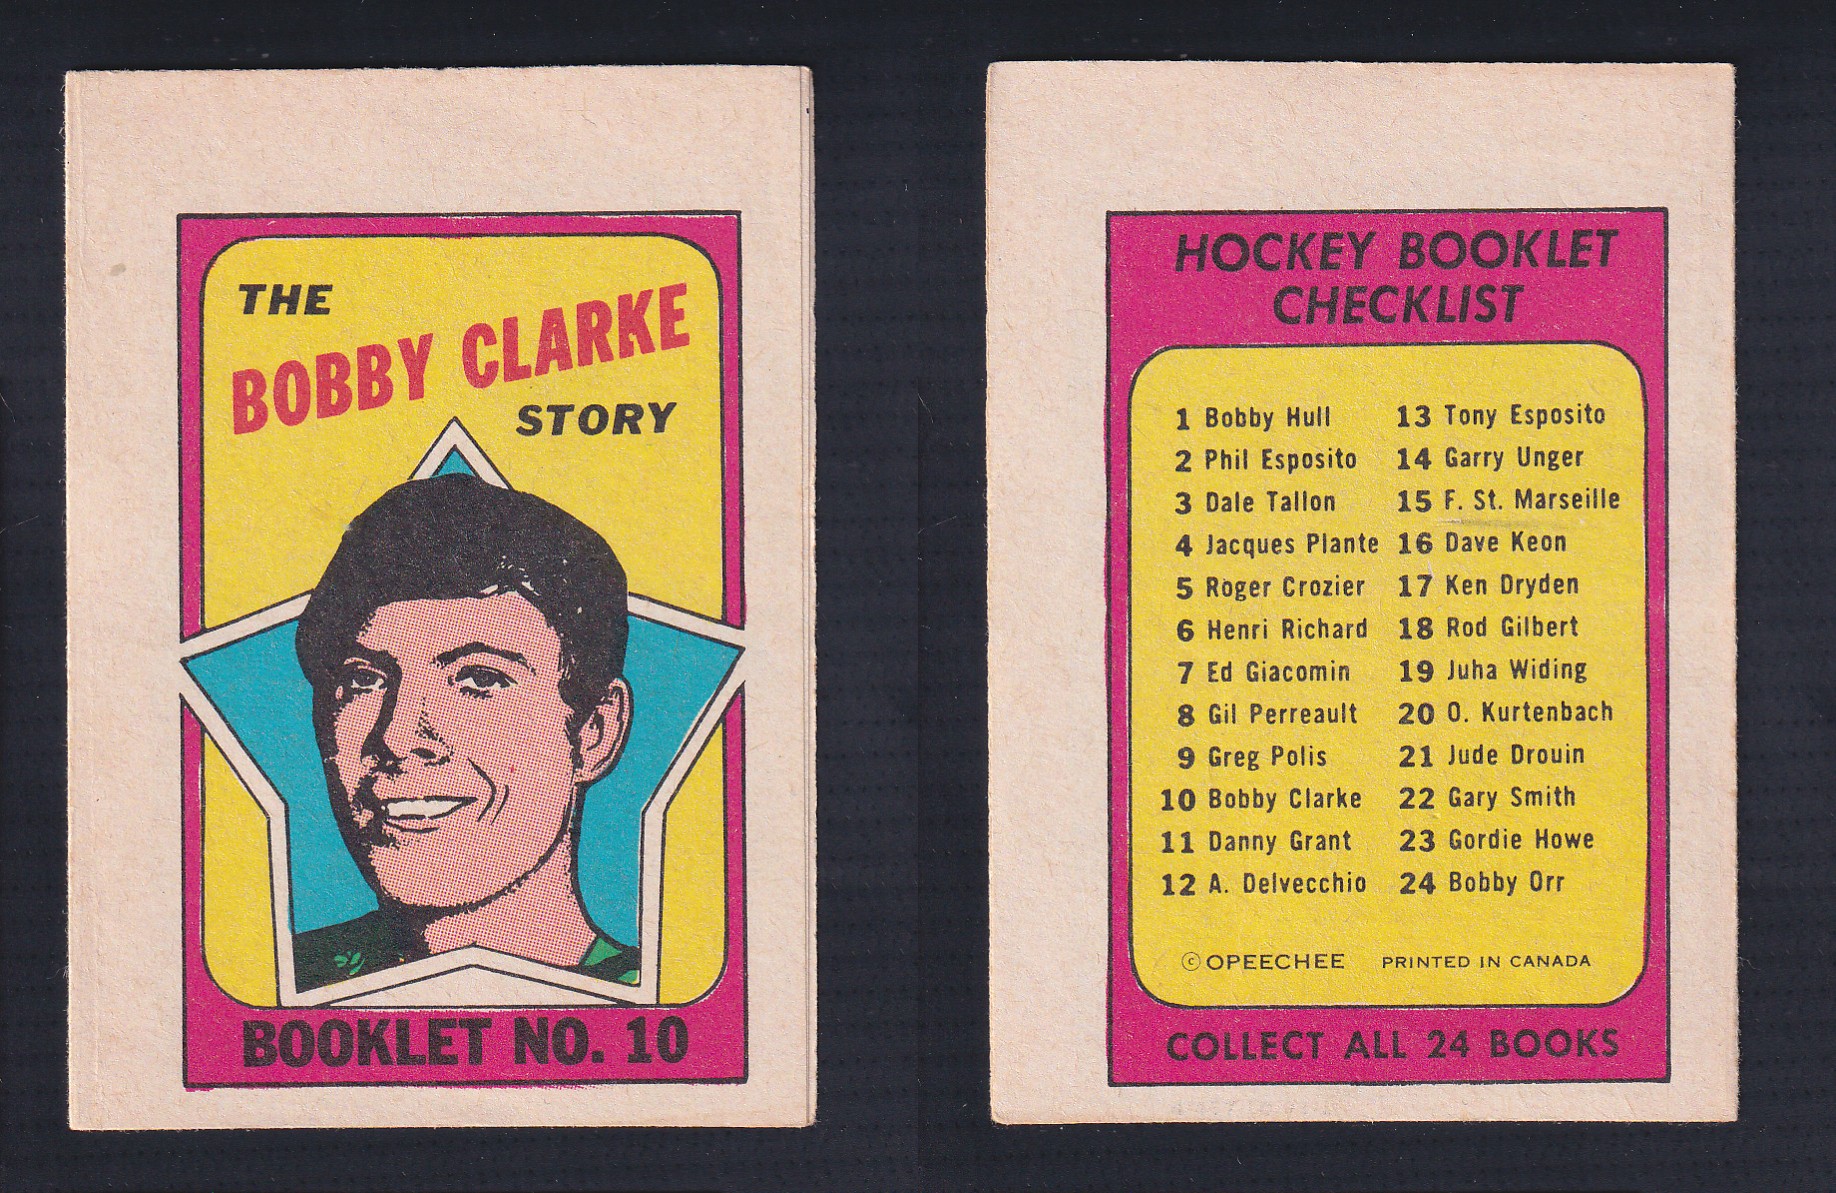 THE
BOBBY CLARKE
STORY
BOOKLET NO. 10
HOCKEY BOOKLET
CHECKLIST
1 Bobby Hull
2 Phil Esposito
3 Dale Tallon
4 Jacques Plante
5 Roger Crozier
6 Henri Richard
7 Ed Giacomin
8 Gil Perreault
9 Greg Polis
10 Bobby Clarke
11 Danny Grant
12 A. Delvecchio
13 Tony Esposito
14 Garry Unger
15 F. St. Marseille
16 Dave Keon
17 Ken Dryden
18 Rod Gilbert
19 Juha Widing
20 O. Kurtenbach
21 Jude Drouin
22 Gary Smith
23 Gordie Howe
24 Bobby Orr
© OPEECHEE PRINTED IN CANADA
COLLECT ALL 24 BOOKS